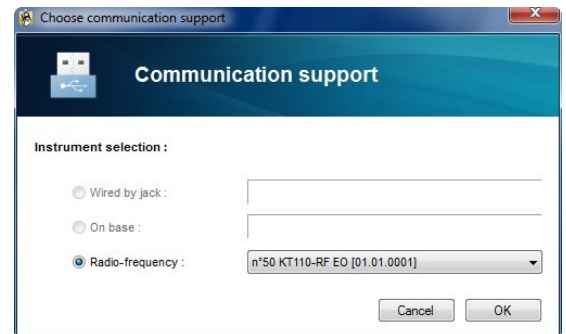 Choose communication support
Communication support
Instrument selection :
Wired by jack :
On base :
Radio-frequency :
n°50 KT110-RF EO [01.01.0001]
Cancel
OK